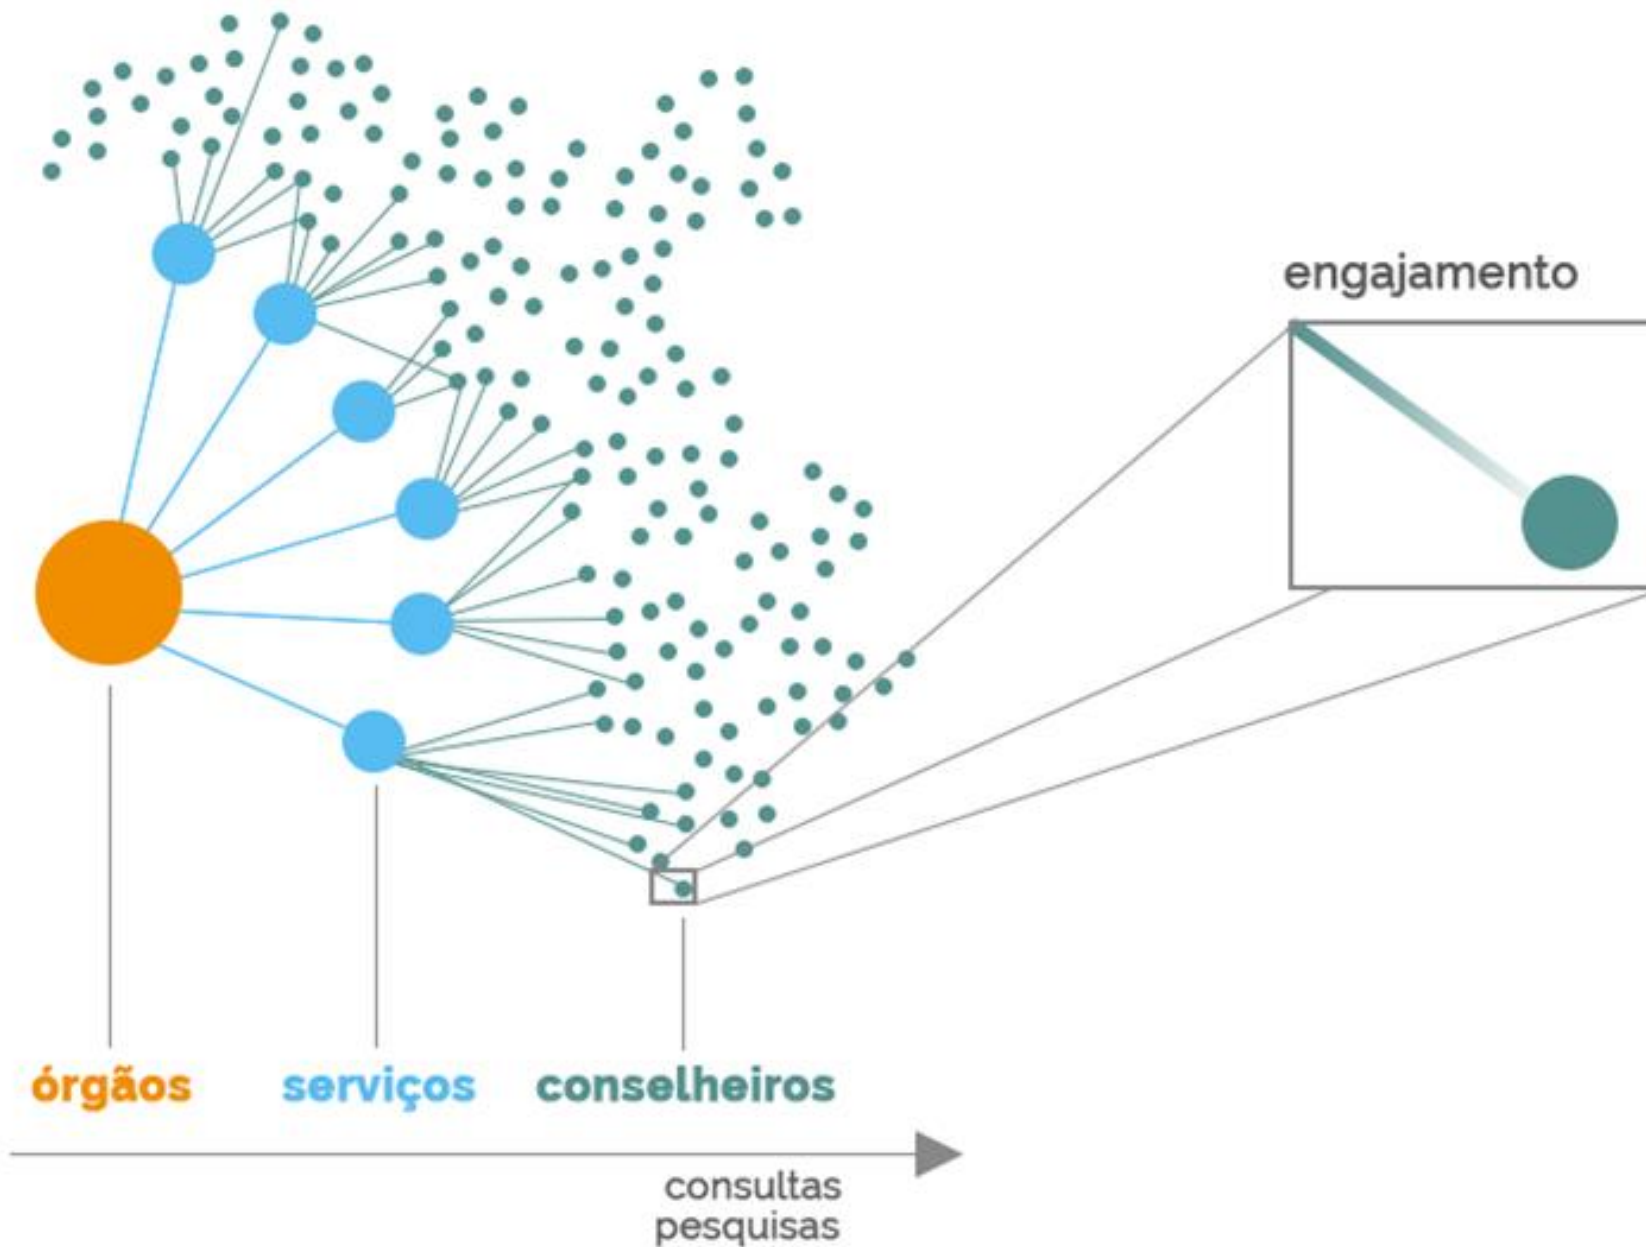 engajamento
órgãos
serviços
conselheiros
consultas
pesquisas